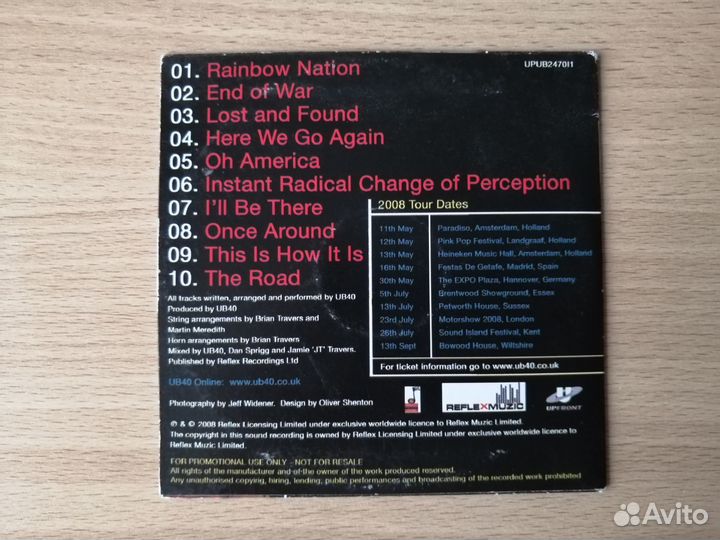 UPUB2470I1
01. Rainbow Nation
02. End of War
03. Lost and Found
04. Here We Go Again
05. Oh America
06. Instant Radical Change of Perception
07. I'll Be There
08. Once Around
09. This Is How It Is
10. The Road
2008 Tour Dates
11th May Paradiso, Amsterdam, Holland
12th May Pink Pop Festival, Landgraaf, Holland
13th May Heineken Music Hall, Amsterdam, Holland
16th May Festas De Getafe, Madrid, Spain
30th May The EXPO Plaza, Hannover, Germany
5th July Brentwood Showground, Essex
13th July Petworth House, Sussex
23rd July Motorshow 2008, London
26th July Sound Island Festival, Kent
13th Sept Bowood House, Wiltshire
For ticket information go to www.ub40.co.uk
All tracks written, arranged and performed by UB40
Produced by UB40
String arrangements by Brian Travers and
Martin Meredith
Horn arrangements by Brian Travers
Mixed by UB40, Dan Sprigg and Jamie 'JT' Travers.
Published by Reflex Recordings Ltd
UB40 Online: www.ub40.co.uk
Photography by Jeff Widener. Design by Oliver Shenton
REFLEXMUZIC
UPFRONT
℗ & © 2008 Reflex Licensing Limited under exclusive worldwide licence to Reflex Muzic Limited.
The copyright in this sound recording is owned by Reflex Licensing Limited under exclusive worldwide licence to
Reflex Muzic Limited.
FOR PROMOTIONAL USE ONLY - NOT FOR RESALE
All rights of the manufacturer and of the owner of the work produced reserved.
Any unauthorised copying, hiring, lending, public performances and broadcasting of the recorded work prohibited
Avito